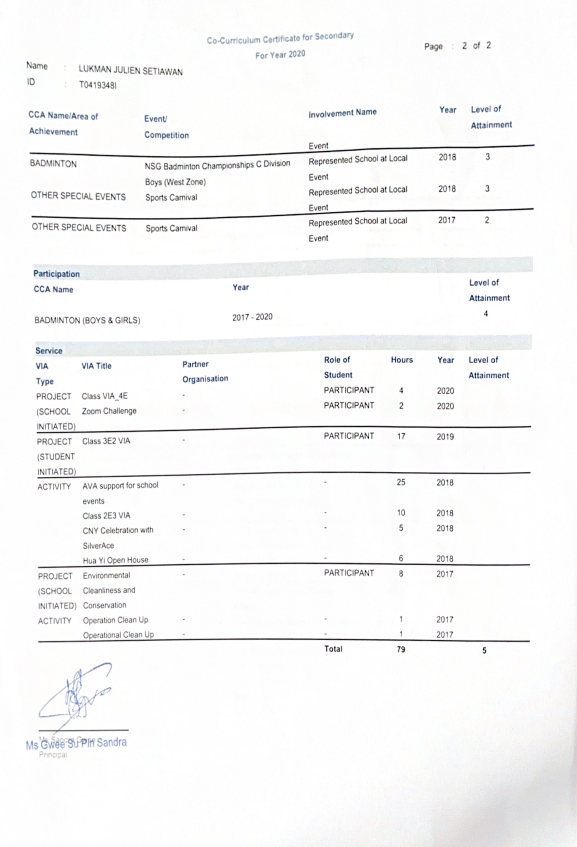 Co-Curriculum Certificate for Secondary
For Year 2020
Page : 2 of 2
Name : LUKMAN JULIEN SETIAWAN
ID : T0419348I
CCA Name/Area of Achievement Event/ Competition Involvement Name Year Level of Attainment
Event
BADMINTON NSG Badminton Championships C Division Represented School at Local 2018 3
Boys (West Zone) Event
OTHER SPECIAL EVENTS Sports Carnival Represented School at Local 2018 3
Event
OTHER SPECIAL EVENTS Sports Carnival Represented School at Local 2017 2
Event
Participation
CCA Name Year Level of Attainment
BADMINTON (BOYS & GIRLS) 2017 - 2020 4
Service
VIA Type VIA Title Partner Organisation Role of Student Hours Year Level of Attainment
PROJECT Class VIA_4E - PARTICIPANT 4 2020
(SCHOOL Zoom Challenge - PARTICIPANT 2 2020
INITIATED)
PROJECT Class 3E2 VIA - PARTICIPANT 17 2019
(STUDENT
INITIATED)
ACTIVITY AVA support for school - - 25 2018
events
Class 2E3 VIA - - 10 2018
CNY Celebration with - - 5 2018
SilverAce
Hua Yi Open House - - 6 2018
PROJECT Environmental - PARTICIPANT 8 2017
(SCHOOL Cleanliness and
INITIATED) Conservation
ACTIVITY Operation Clean Up - - 1 2017
Operational Clean Up - - 1 2017
Total 79 5
Ms Gwee Su Pin Sandra
Principal